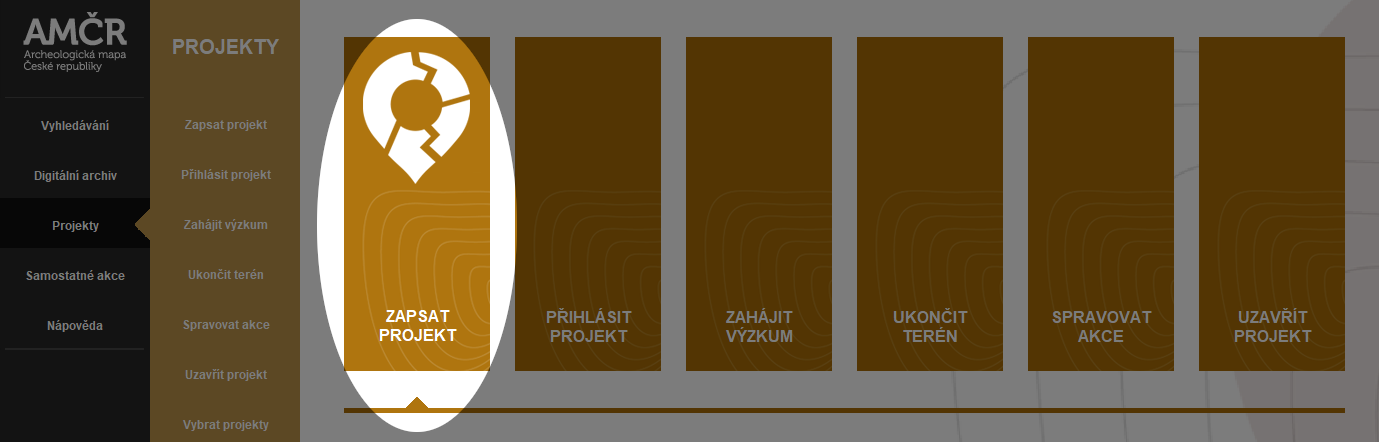 AMČR
Archeologická mapa
České republiky
Vyhledávání
Digitální archiv
Projekty
Samostatné akce
Nápověda
PROJEKTY
Zapsat projekt
Přihlásit projekt
Zahájit výzkum
Ukončit terén
Spravovat akce
Uzavřít projekt
Vybrat projekty
ZAPSAT
PROJEKT
PŘIHLÁSIT
PROJEKT
ZAHÁJIT
VÝZKUM
UKONČIT
TERÉN
SPRAVOVAT
AKCE
UZAVŘÍT
PROJEKT